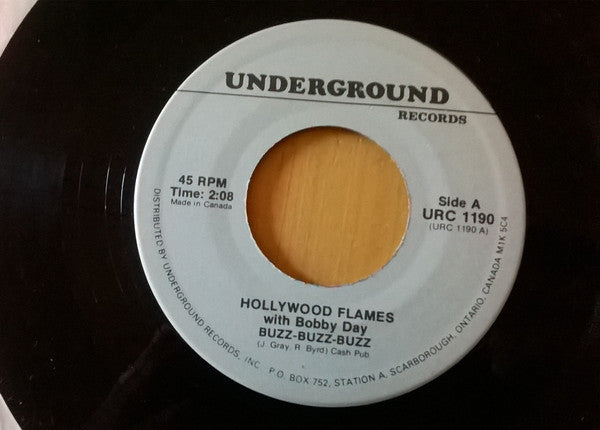 UNDERGROUND
RECORDS
45 RPM
Time: 2:08
Made in Canada
Side A
URC 1190
(URC 1190 A)
HOLLYWOOD FLAMES
with Bobby Day
BUZZ-BUZZ-BUZZ
(J. Gray. R. Byrd) Cash Pub
DISTRIBUTED BY UNDERGROUND RECORDS, INC. P.O. BOX 752, STATION A, SCARBOROUGH, ONTARIO, CANADA M1K 5C4